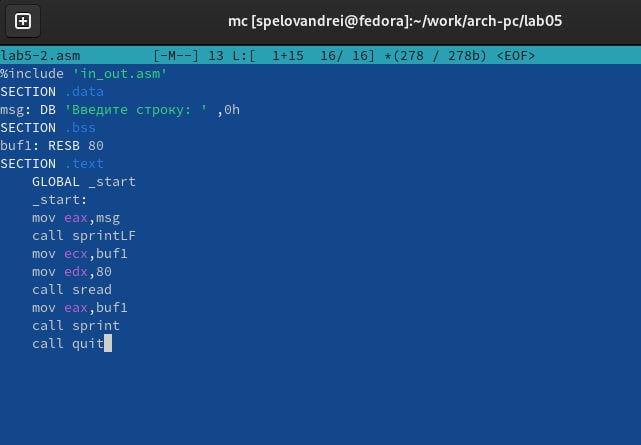 mc [spelovandrei@fedora]:~/work/arch-pc/lab05
lab5-2.asm         [-M--] 13 L:[  1+15  16/ 16] *(278 / 278b) <EOF>
%include 'in_out.asm'
SECTION .data
msg: DB 'Введите строку: ' ,0h
SECTION .bss
buf1: RESB 80
SECTION .text
    GLOBAL _start
    _start:
    mov eax,msg
    call sprintLF
    mov ecx,buf1
    mov edx,80
    call sread
    mov eax,buf1
    call sprint
    call quit